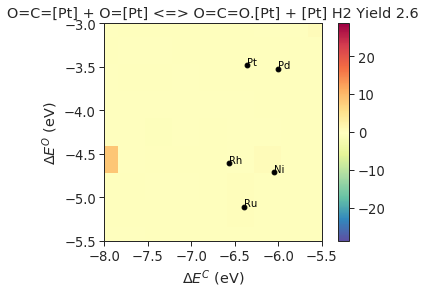 O=C=[Pt] + O=[Pt] <=> O=C=O.[Pt] + [Pt] H2 Yield 2.6
−3.0
−3.5
−4.0
−4.5
−5.0
−5.5
ΔE^O (eV)
Pt
Pd
Rh
Ni
Ru
−8.0 −7.5 −7.0 −6.5 −6.0 −5.5
ΔE^C (eV)
20
10
0
−10
−20